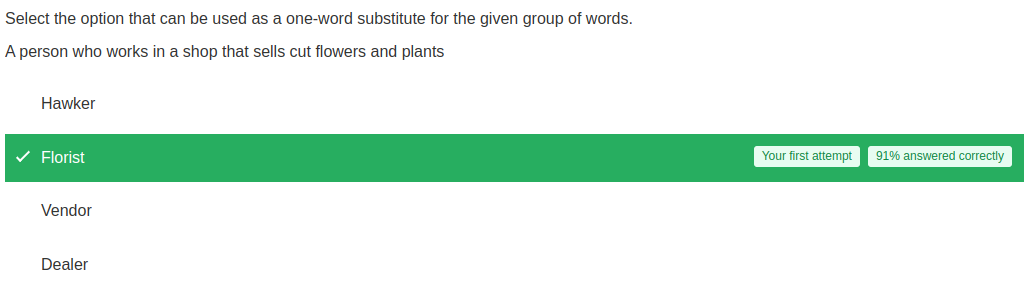 Select the option that can be used as a one-word substitute for the given group of words.
A person who works in a shop that sells cut flowers and plants
Hawker
Florist Your first attempt 91% answered correctly
Vendor
Dealer